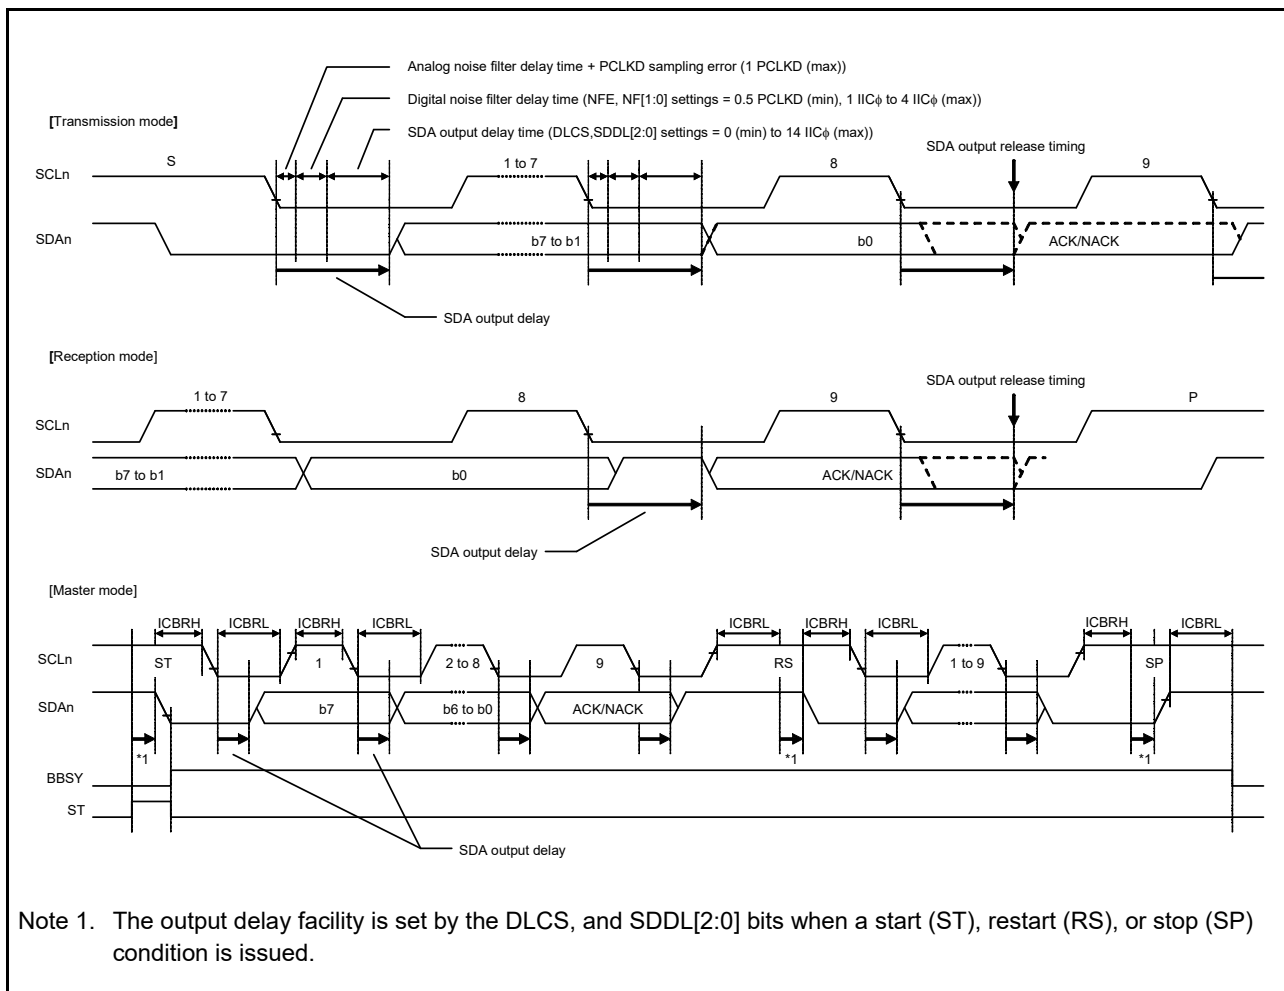 Analog noise filter delay time + PCLKD sampling error (1 PCLKD (max))
Digital noise filter delay time (NFE, NF[1:0] settings = 0.5 PCLKD (min), 1 IICϕ to 4 IICϕ (max))
[Transmission mode]
SDA output delay time (DLCS,SDDL[2:0] settings = 0 (min) to 14 IICϕ (max))
SDA output release timing
S
1 to 7
8
9
SCLn
SDAn
b7 to b1
b0
ACK/NACK
SDA output delay
[Reception mode]
SDA output release timing
1 to 7
8
9
P
SCLn
SDAn
b7 to b1
b0
ACK/NACK
SDA output delay
[Master mode]
ICBRH ICBRL ICBRH ICBRL ICBRL ICBRH ICBRL ICBRH ICBRL
SCLn
ST
1
2 to 8
9
RS
1 to 9
SP
SDAn
b7
b6 to b0
ACK/NACK
*1
*1
*1
BBSY
ST
SDA output delay
Note 1. The output delay facility is set by the DLCS, and SDDL[2:0] bits when a start (ST), restart (RS), or stop (SP)
condition is issued.